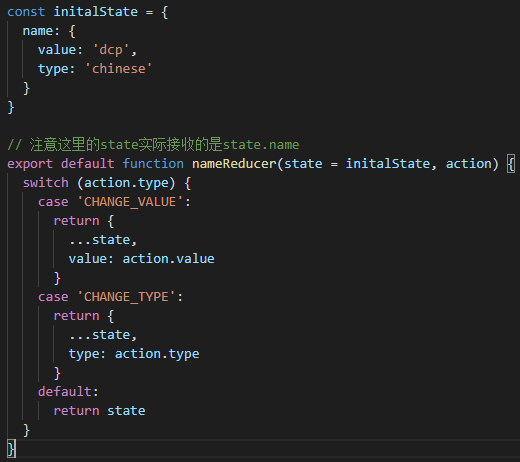 const initalState = {
  name: {
    value: 'dcp',
    type: 'chinese'
  }
}
// 注意这里的state实际接收的是state.name
export default function nameReducer(state = initalState, action) {
  switch (action.type) {
    case 'CHANGE_VALUE':
      return {
        ...state,
        value: action.value
      }
    case 'CHANGE_TYPE':
      return {
        ...state,
        type: action.type
      }
    default:
      return state
  }
}